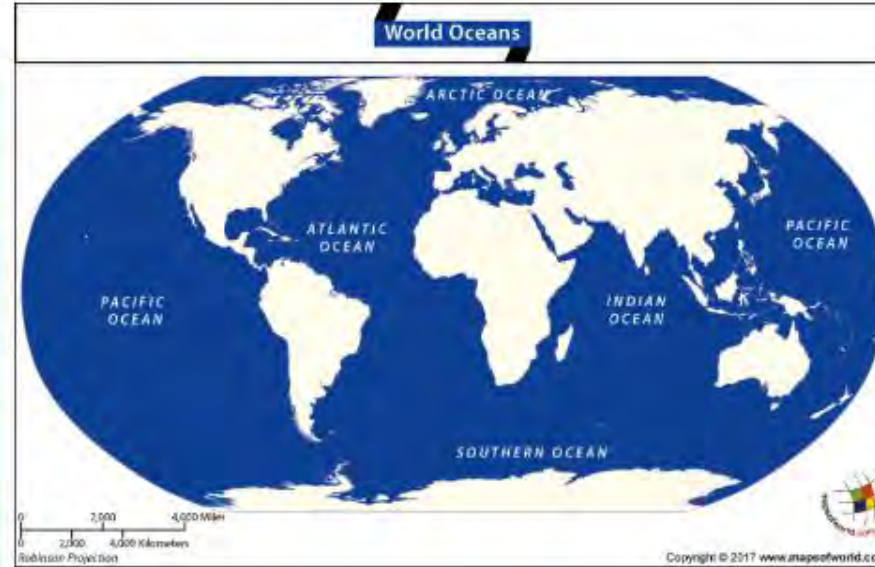 World Oceans
ARCTIC OCEAN
ATLANTIC
OCEAN
PACIFIC
OCEAN
PACIFIC
OCEAN
INDIAN
OCEAN
SOUTHERN OCEAN
0 2,000 4,000 Miles
0 2,000 4,000 Kilometers
Robinson Projection
Copyright © 2017 www.mapsofworld.co